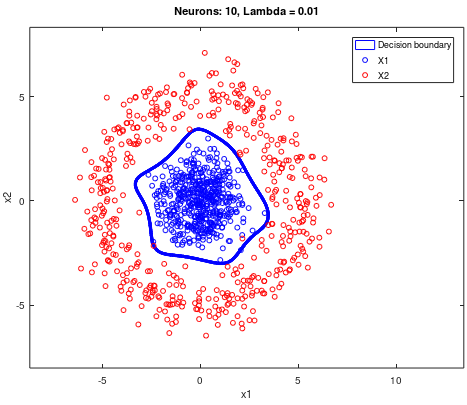 Neurons: 10, Lambda = 0.01
Decision boundary
X1
X2
5
0
-5
x2
-5
0
5
10
x1